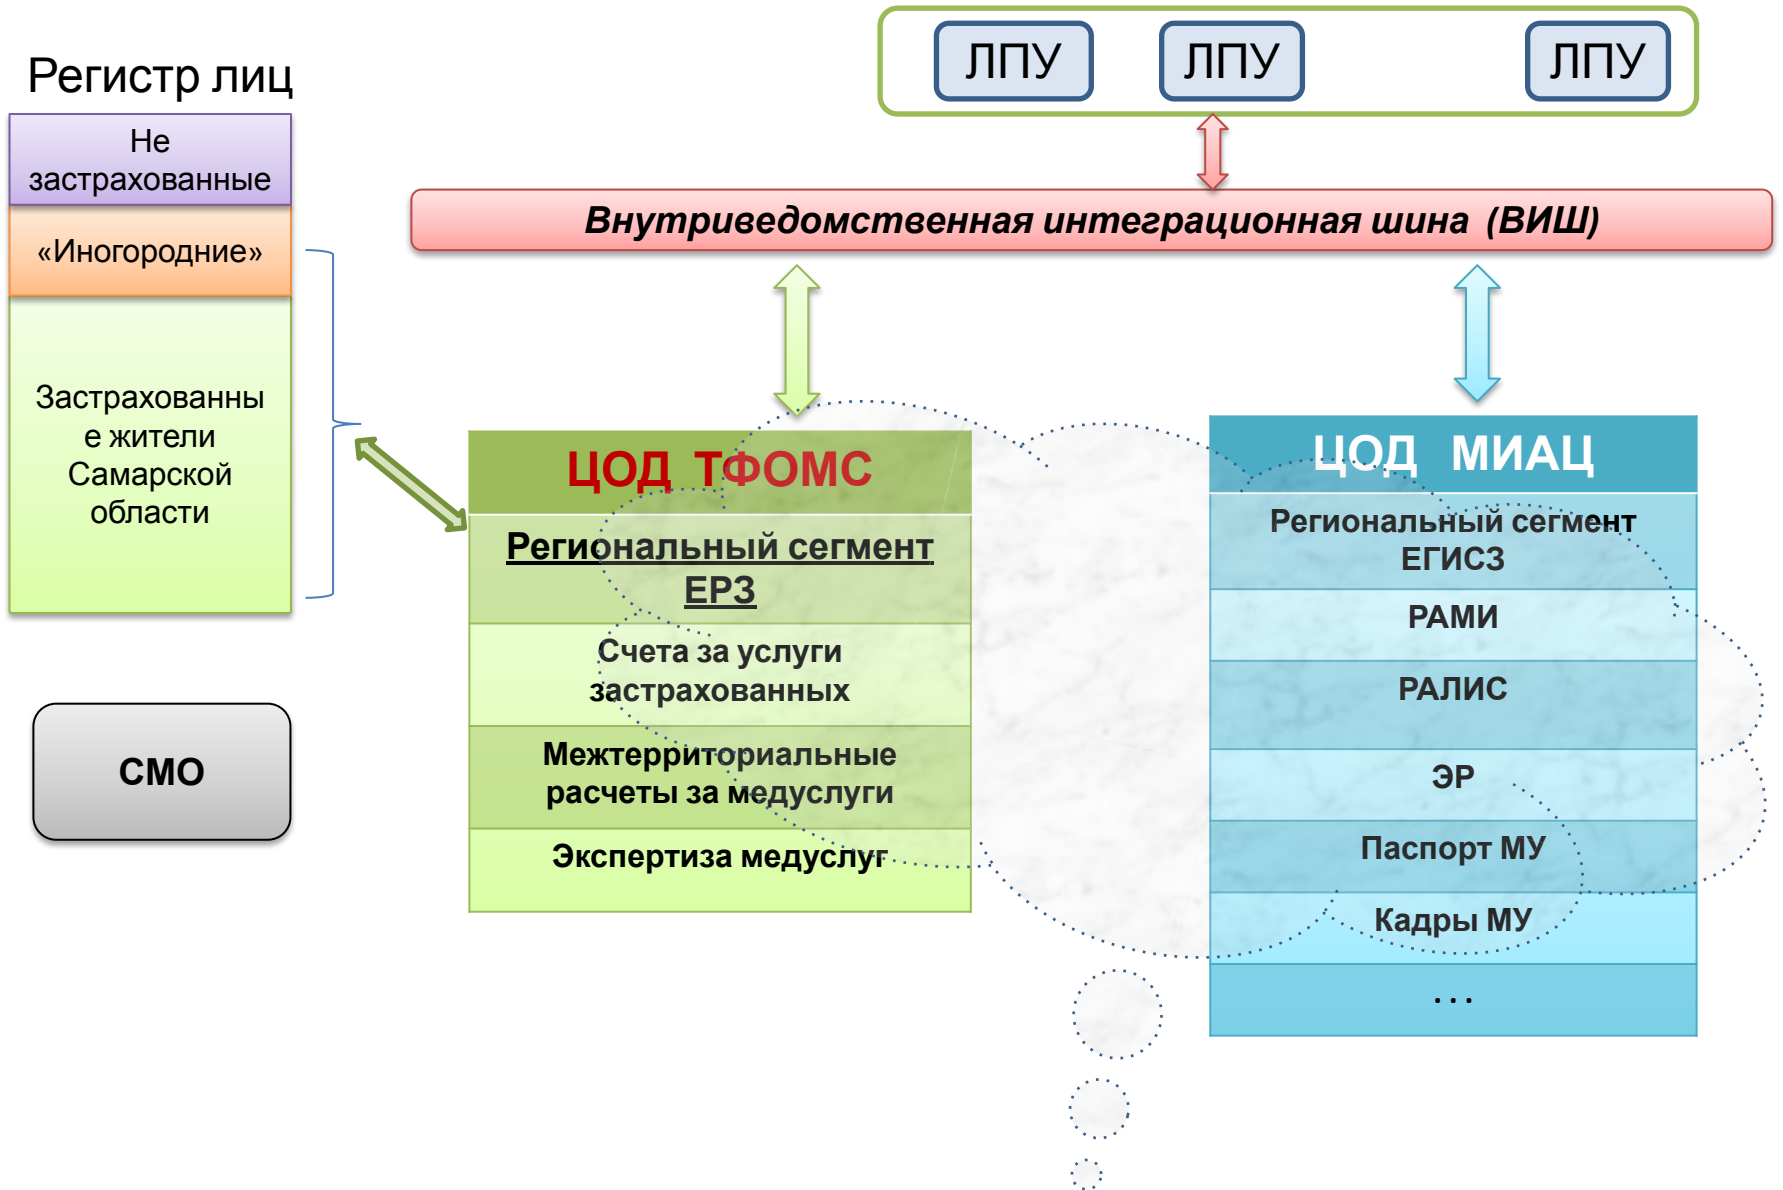 ЛПУ ЛПУ ЛПУ
Регистр лиц
Не
застрахованные
«Иногородние»
Застрахованны
е жители
Самарской
области
СМО
Внутриведомственная интеграционная шина (ВИШ)
ЦОД ТФОМС
Региональный сегмент
ЕРЗ
Счета за услуги
застрахованных
Межтерриториальные
расчеты за медуслуги
Экспертиза медуслуг
ЦОД МИАЦ
Региональный сегмент
ЕГИСЗ
РАМИ
РАЛИС
ЭР
Паспорт МУ
Кадры МУ
. . .